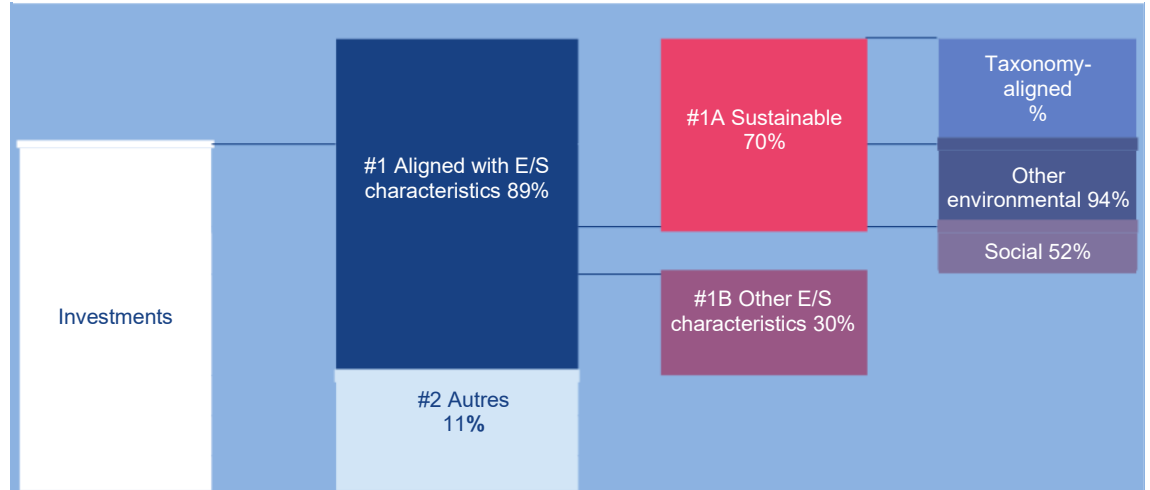 Investments
#1 Aligned with E/S
characteristics 89%
#2 Autres
11%
#1A Sustainable
70%
#1B Other E/S
characteristics 30%
Taxonomy-
aligned
%
Other
environmental 94%
Social 52%